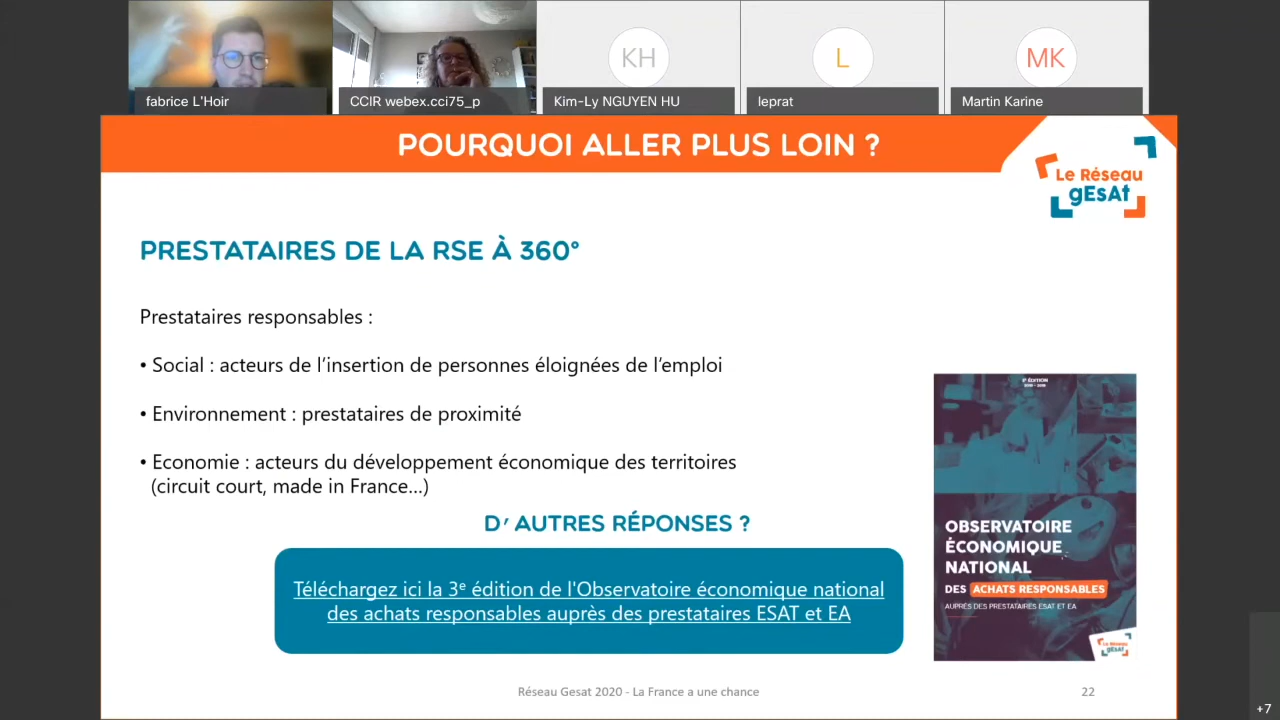 KH
L
MK
fabrice L'Hoir
CCIR webex.cci75_p
Kim-Ly NGUYEN HU
leprat
Martin Karine
POURQUOI ALLER PLUS LOIN ?
Le Réseau
gEsAt
PRESTATAIRES DE LA RSE À 360°
Prestataires responsables :
• Social : acteurs de l’insertion de personnes éloignées de l’emploi
• Environnement : prestataires de proximité
• Economie : acteurs du développement économique des territoires
(circuit court, made in France…)
D’ AUTRES RÉPONSES ?
Téléchargez ici la 3e édition de l'Observatoire économique national
des achats responsables auprès des prestataires ESAT et EA
OBSERVATOIRE
ÉCONOMIQUE
NATIONAL
DES ACHATS RESPONSABLES
AUPRÈS DES PRESTATAIRES ESAT ET EA
Le Réseau
gEsAt
Réseau Gesat 2020 - La France a une chance
22
+7